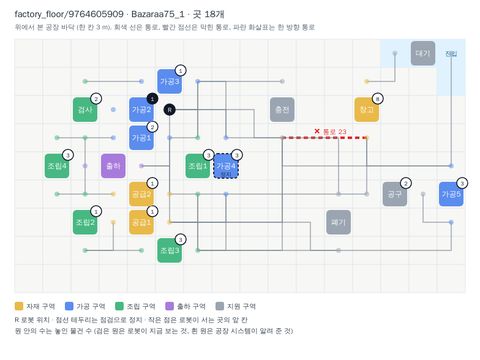 factory_floor/9764605909 · Bazaraa75_1 · 곳 18개
위에서 본 공장 바닥 (한 칸 3 m). 회색 선은 통로, 빨간 점선은 막힌 통로, 파란 화살표는 한 방향 통로
대기
진입
가공3
1
검사
2
가공2
1
R
충전
창고
8
가공1
2
✕ 통로 23
조립4
3
출하
조립1
3
가공4
3
공급2
1
공구
2
가공5
3
조립2
1
공급1
1
폐기
조립3
3
자재 구역
가공 구역
조립 구역
출하 구역
지원 구역
R 로봇 위치 · 점선 테두리는 점검으로 정지 · 작은 점은 로봇이 서는 곳의 앞 칸
원 안의 수는 놓인 물건 수 (검은 원은 로봇이 지금 보는 것, 흰 원은 공장 시스템이 알려 준 것)